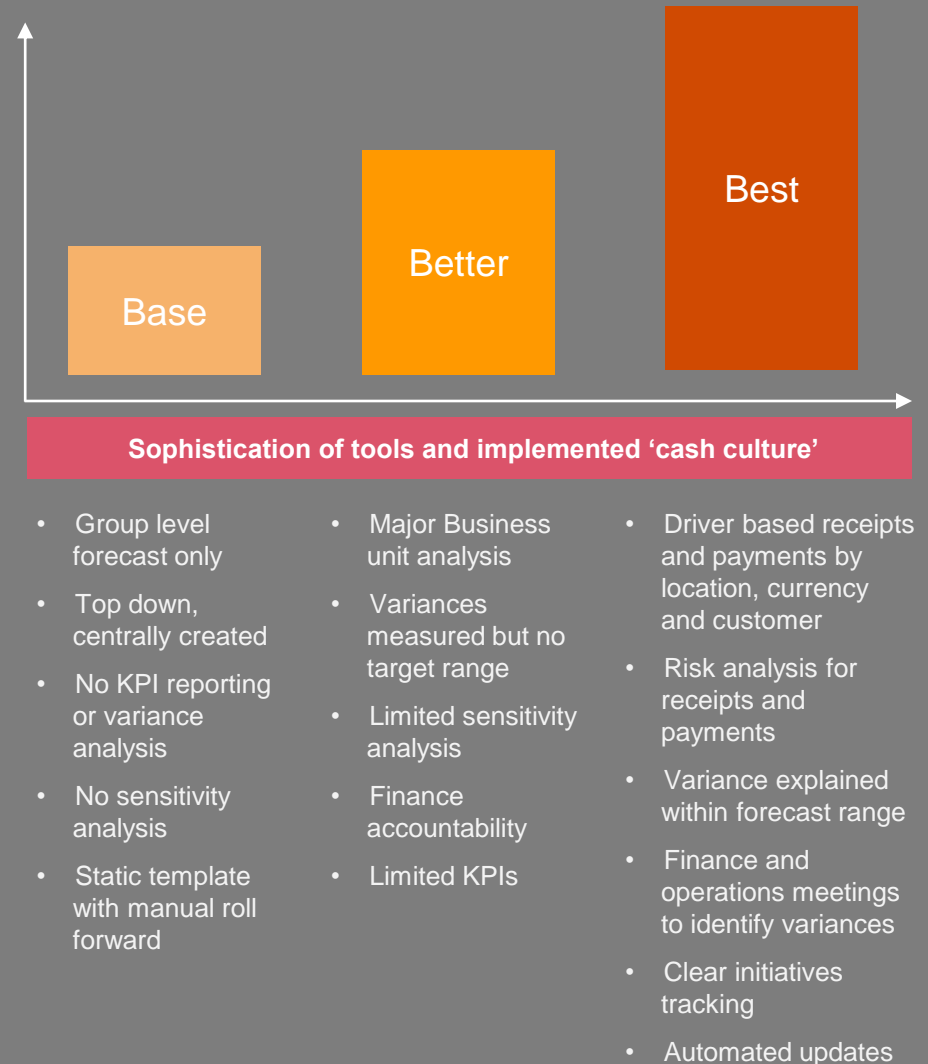 Base
Better
Best
Sophistication of tools and implemented ‘cash culture’
• Group level
forecast only
• Top down,
centrally created
• No KPI reporting
or variance
analysis
• No sensitivity
analysis
• Static template
with manual roll
forward
• Major Business
unit analysis
• Variances
measured but no
target range
• Limited sensitivity
analysis
• Finance
accountability
• Limited KPIs
• Driver based receipts
and payments by
location, currency
and customer
• Risk analysis for
receipts and
payments
• Variance explained
within forecast range
• Finance and
operations meetings
to identify variances
• Clear initiatives
tracking
• Automated updates